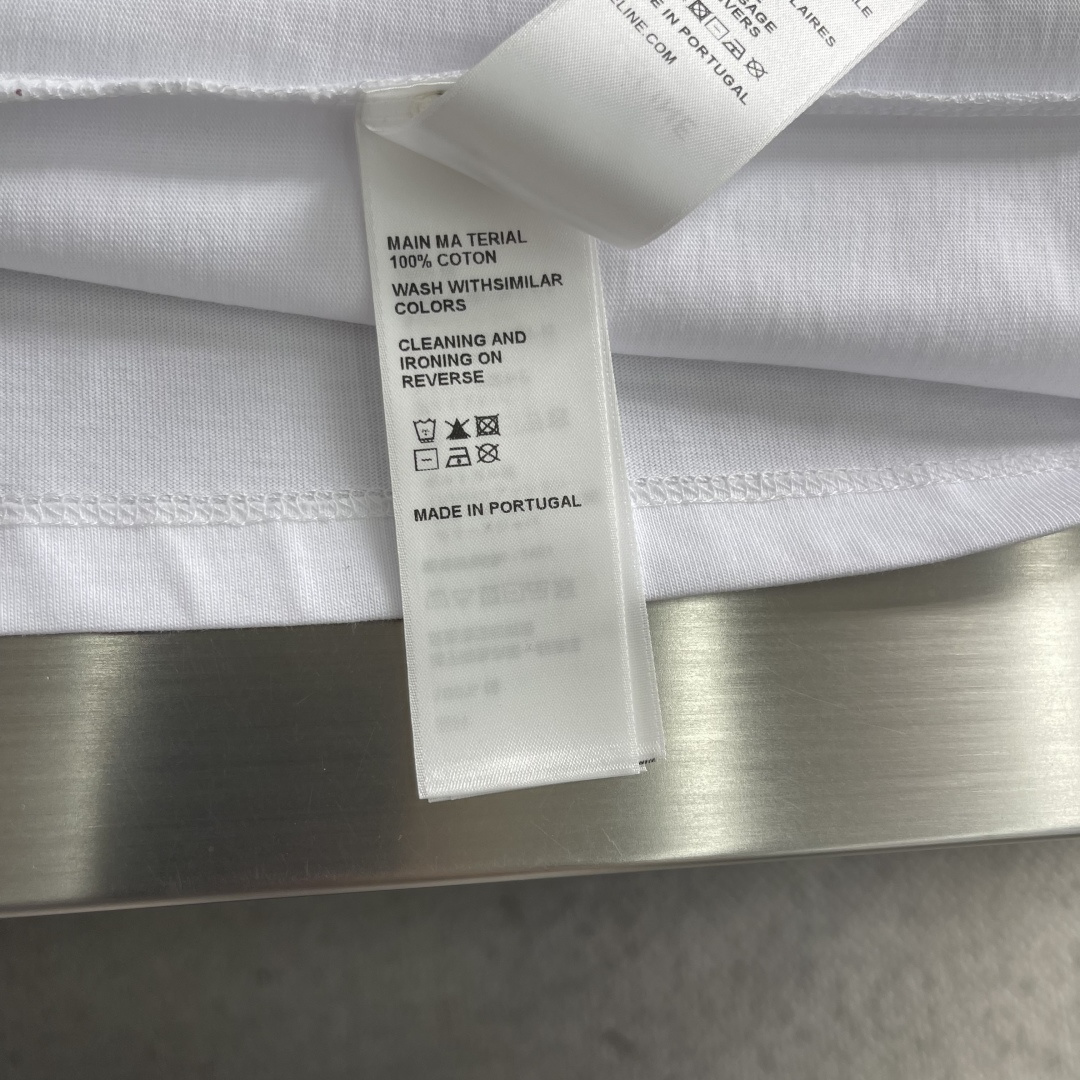 LAIRES
SAGE
VERS
ELINE.COM
E IN PORTUGAL
MAIN MA TERIAL
100% COTON
WASH WITHSIMILAR
COLORS
CLEANING AND
IRONING ON
REVERSE
MADE IN PORTUGAL